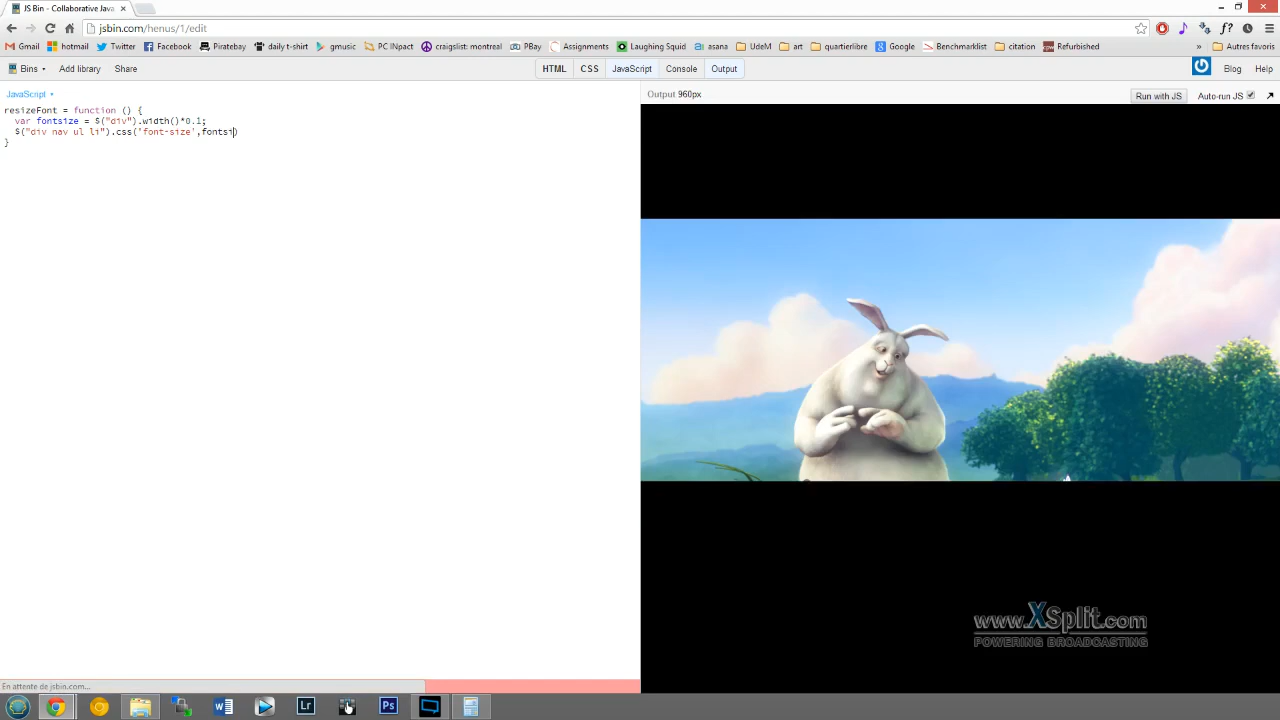 JS Bin - Collaborative Java
jsbin.com/henus/1/edit
Gmail hotmail Twitter Facebook Piratebay daily t-shirt gmusic PC INpact craigslist: montreal PBay Assignments Laughing Squid asana UdeM art quartierlibre Google Benchmarklist citation Refurbished » Autres favoris
Bins Add library Share HTML CSS JavaScript Console Output Blog Help
JavaScript Output 960px Run with JS Auto-run JS
resizeFont = function () {
var fontsize = $("div").width()*0.1;
$("div nav ul li").css('font-size',fontsi)
}
www.XSplit.com
POWERING BROADCASTING
En attente de jsbin.com...
Lr Ps